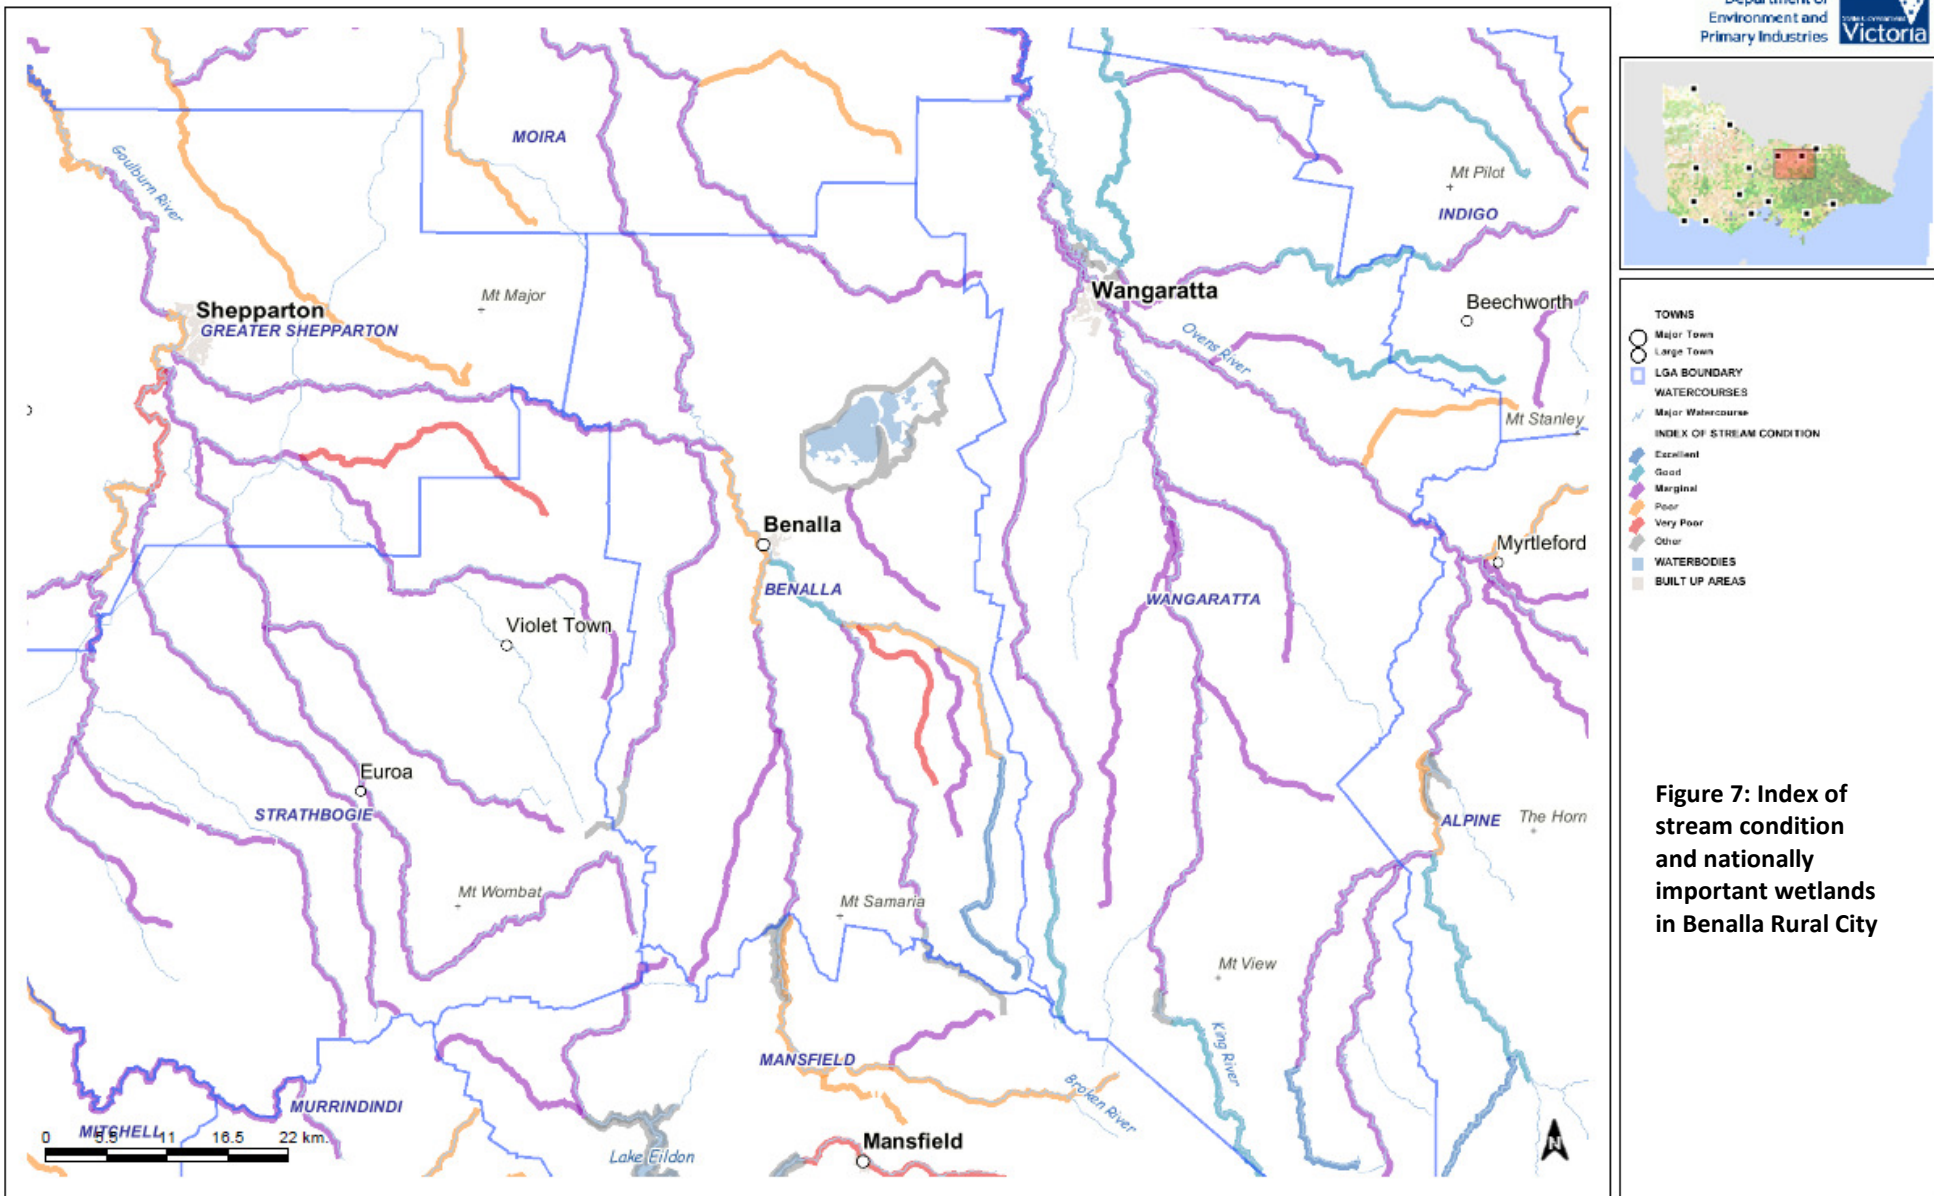 Department of
Environment and
Primary Industries
State Government
Victoria
MOIRA
Goulburn River
Mt Pilot
INDIGO
Shepparton
GREATER SHEPPARTON
Mt Major
Wangaratta
Beechworth
Ovens River
Mt Stanley
Benalla
BENALLA
Myrtleford
WANGARATTA
Violet Town
Euroa
STRATHBOGIE
ALPINE
The Horn
Mt Wombat
Mt Samaria
Mt View
King River
MANSFIELD
Broken River
MURRINDINDI
MITCHELL
0 5.5 11 16.5 22 km.
Lake Eildon
Mansfield
N
TOWNS
Major Town
Large Town
LGA BOUNDARY
WATERCOURSES
Major Watercourse
INDEX OF STREAM CONDITION
Excellent
Good
Marginal
Poor
Very Poor
Other
WATERBODIES
BUILT UP AREAS
Figure 7: Index of
stream condition
and nationally
important wetlands
in Benalla Rural City